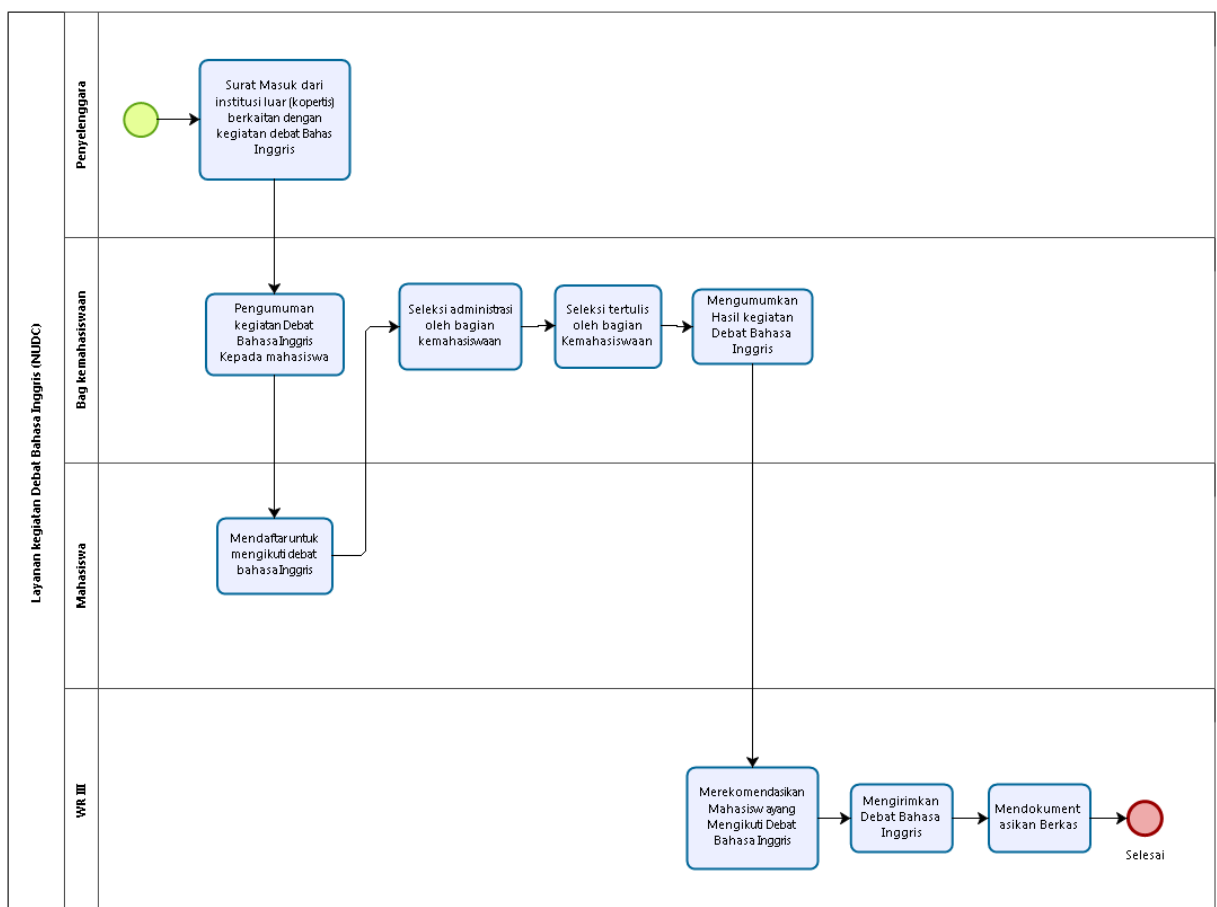 Layanan kegiatan Debat Bahasa Inggris (NUDC)
Penyelenggara
Surat Masuk dari
institusi luar (kopertis)
berkaitan dengan
kegiatan debat Bahas
Inggris
Bag kemahasiswaan
Pengumuman
kegiatan Debat
Bahasa Inggris
Kepada mahasiswa
Seleksi administrasi
oleh bagian
kemahasiswaan
Seleksi tertulis
oleh bagian
Kemahasiswaan
Mengumumkan
Hasil kegiatan
Debat Bahasa
Inggris
Mahasiswa
Mendaftar untuk
mengikuti debat
bahasa Inggris
WR III
Merekomendasikan
Mahasiswa yang
Mengikuti Debat
Bahasa Inggris
Mengirimkan
Debat Bahasa
Inggris
Mendokument
asikan Berkas
Selesai